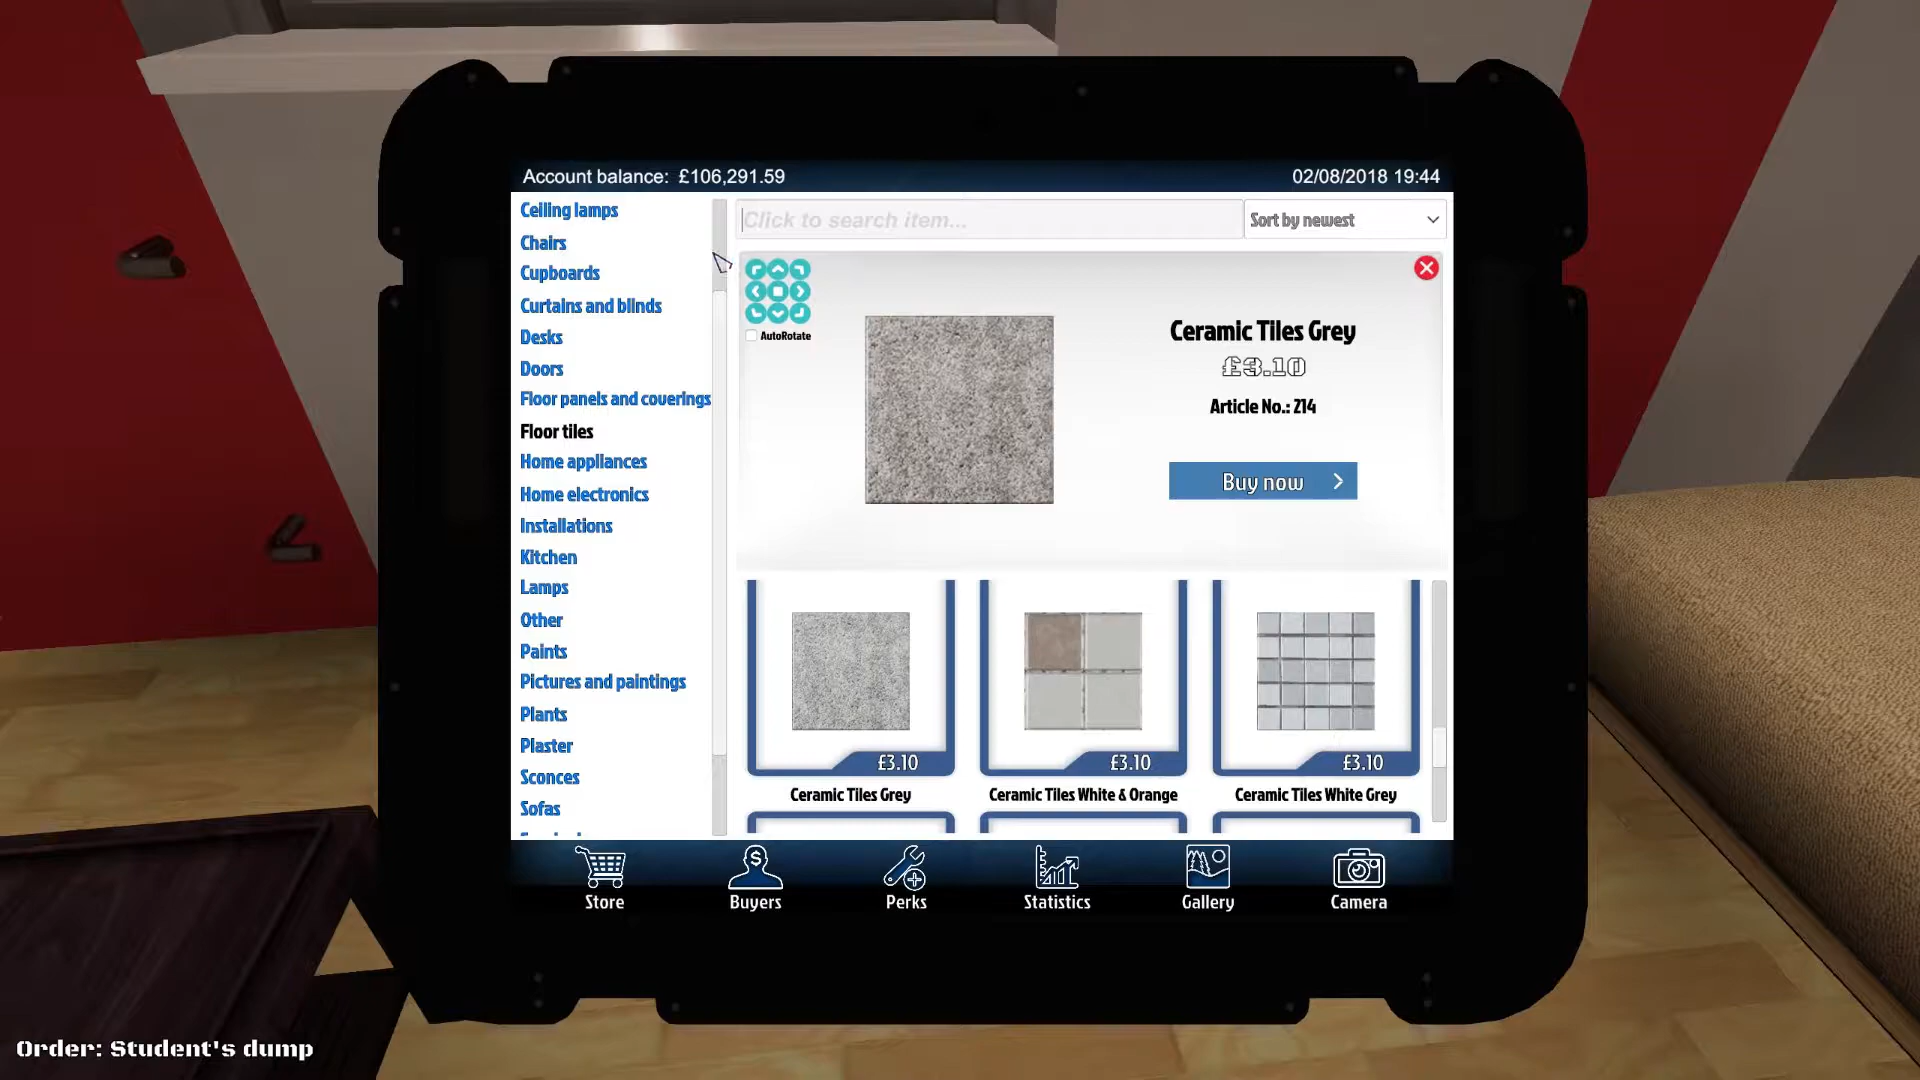 Account balance: £106,291.59
02/08/2018 19:44
Ceiling lamps
Chairs
Cupboards
Curtains and blinds
Desks
Doors
Floor panels and coverings
Floor tiles
Home appliances
Home electronics
Installations
Kitchen
Lamps
Other
Paints
Pictures and paintings
Plants
Plaster
Sconces
Sofas
Click to search item...
Sort by newest
AutoRotate
Ceramic Tiles Grey
£3.10
Article No.: 214
Buy now
£3.10
£3.10
£3.10
Ceramic Tiles Grey
Ceramic Tiles White & Orange
Ceramic Tiles White Grey
Store
Buyers
Perks
Statistics
Gallery
Camera
Order: Student's dump